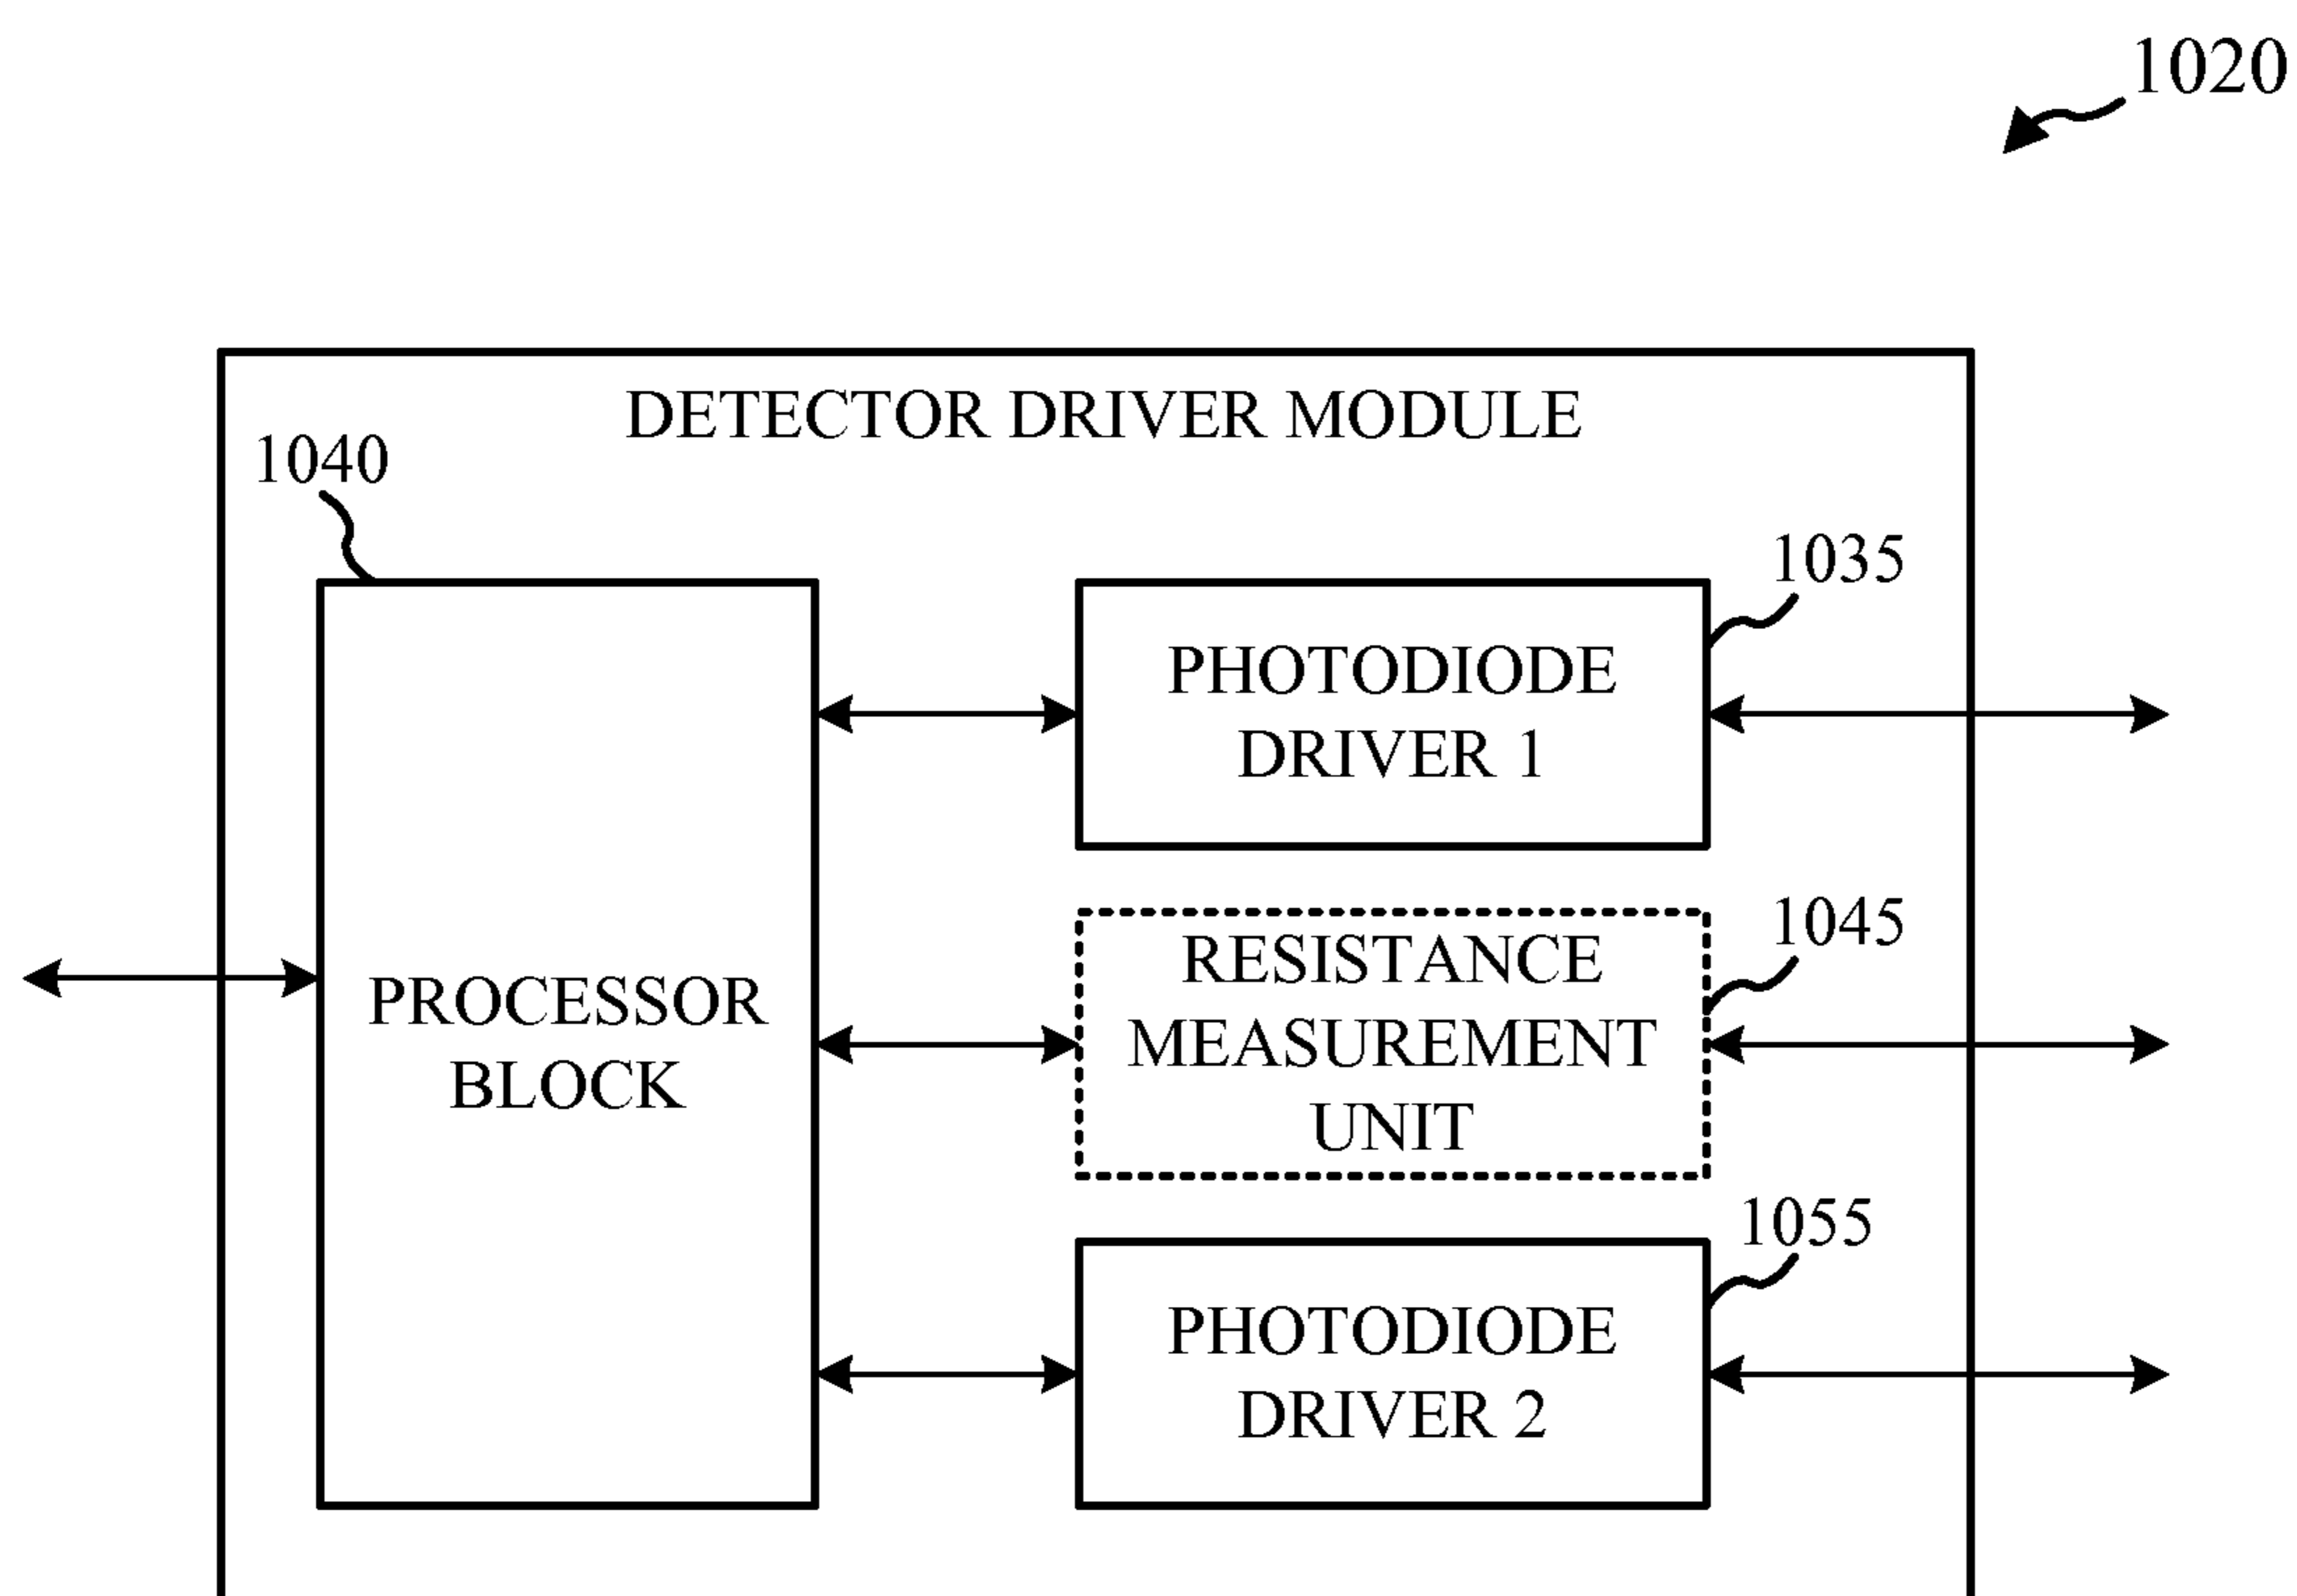 1020
DETECTOR DRIVER MODULE
1040
1035
PHOTODIODE
DRIVER 1
1045
RESISTANCE
MEASUREMENT
UNIT
PROCESSOR
BLOCK
1055
PHOTODIODE
DRIVER 2